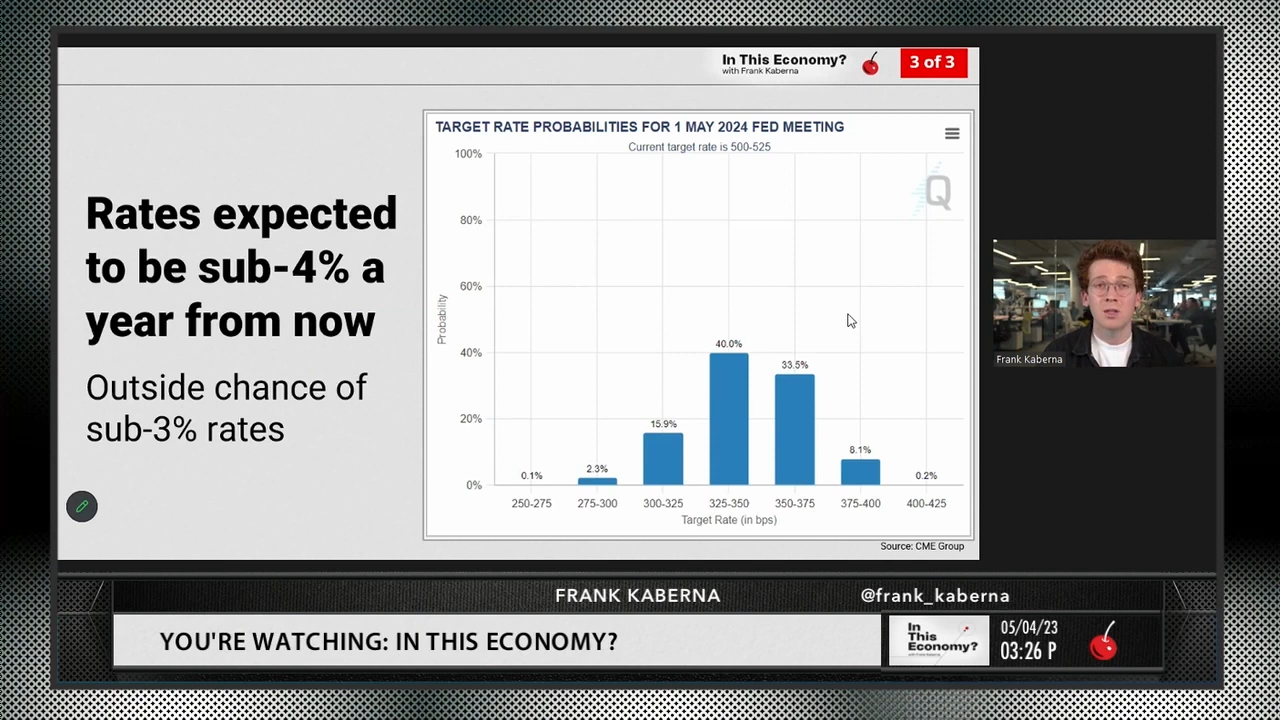 In This Economy?
with Frank Kaberna
3 of 3
Rates expected
to be sub-4% a
year from now
Outside chance of
sub-3% rates
TARGET RATE PROBABILITIES FOR 1 MAY 2024 FED MEETING
Current target rate is 500-525
Q
100%
80%
60%
40%
20%
0%
Probability
0.1%
2.3%
15.9%
40.0%
33.5%
8.1%
0.2%
250-275
275-300
300-325
325-350
350-375
375-400
400-425
Target Rate (in bps)
Source: CME Group
Frank Kaberna
FRANK KABERNA
@frank_kaberna
YOU'RE WATCHING: IN THIS ECONOMY?
In
This
Economy?
with Frank Kaberna
05/04/23
03:26 P